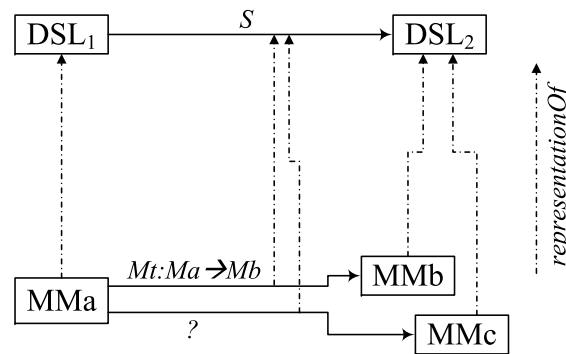 S
DSL₁
DSL₂
representationOf
Mt:Ma→Mb
MMb
MMa
?
MMc